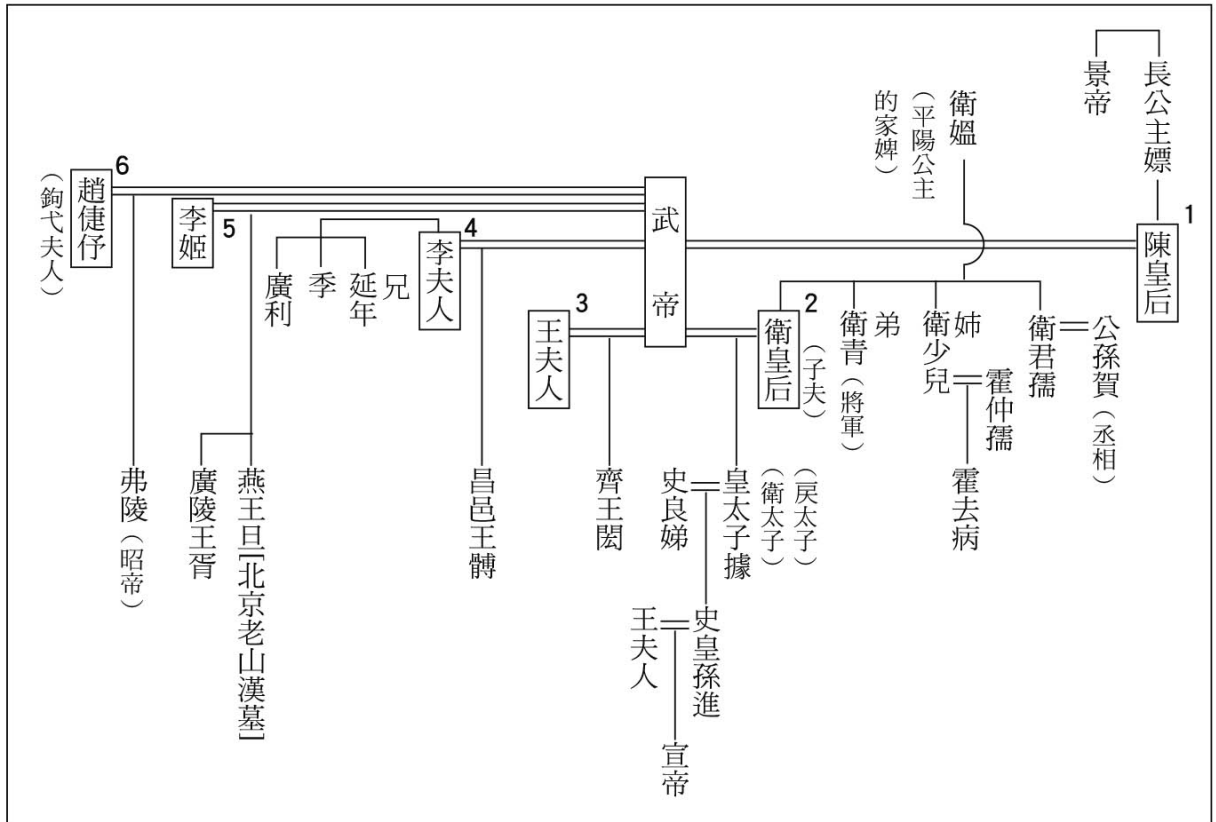 長公主嫖
景帝
衛媼
（平陽公主
的家婢）
1
陳皇后
武帝
2
衛皇后
（子夫）
弟
衛青（將軍）
姉
衛少兒
霍仲孺
霍去病
衛君孺
公孫賀（丞相）
（戾太子）
（衛太子）
皇太子據
史良娣
史皇孫進
王夫人
宣帝
3
王夫人
齊王閎
4
李夫人
兄
延年
季
廣利
昌邑王髆
5
李姬
燕王旦[北京老山漢墓]
廣陵王胥
6
趙倢伃
（鉤弋夫人）
弗陵（昭帝）